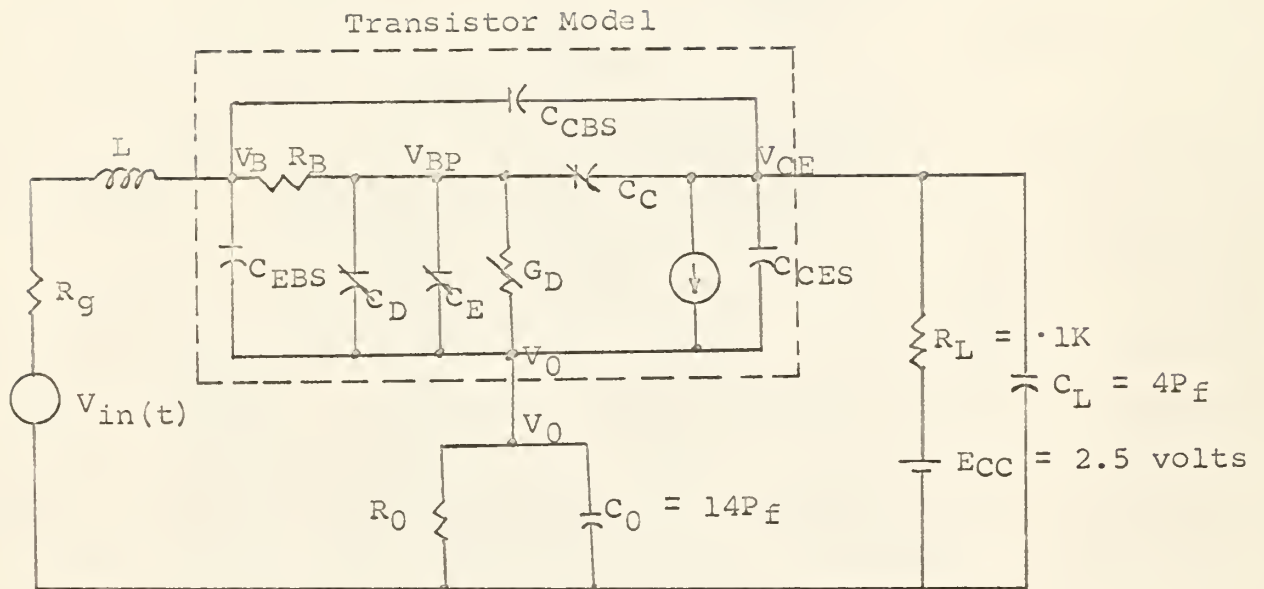 Transistor Model
C_CBS
L
V_B
R_B
V_BP
V_CE
C_C
C_EBS
C_D
C_E
G_D
C_CES
R_g
V_in(t)
V_0
R_L = .1K
C_L = 4P_f
V_0
E_CC = 2.5 volts
R_0
C_0 = 14P_f